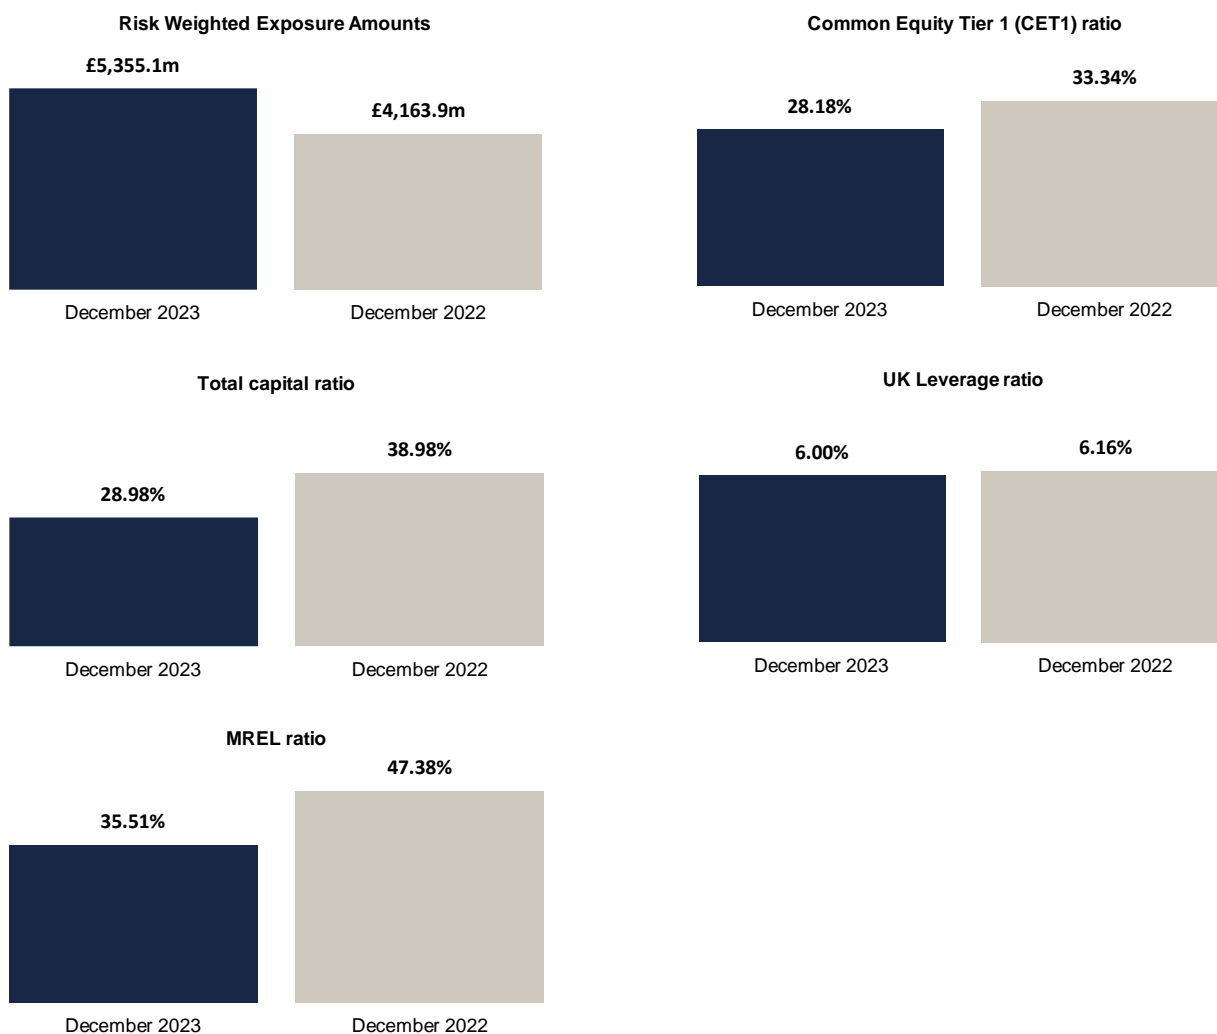 Risk Weighted Exposure Amounts
£5,355.1m
£4,163.9m
December 2023
December 2022
Common Equity Tier 1 (CET1) ratio
28.18%
33.34%
December 2023
December 2022
Total capital ratio
28.98%
38.98%
December 2023
December 2022
UK Leverage ratio
6.00%
6.16%
December 2023
December 2022
MREL ratio
35.51%
47.38%
December 2023
December 2022